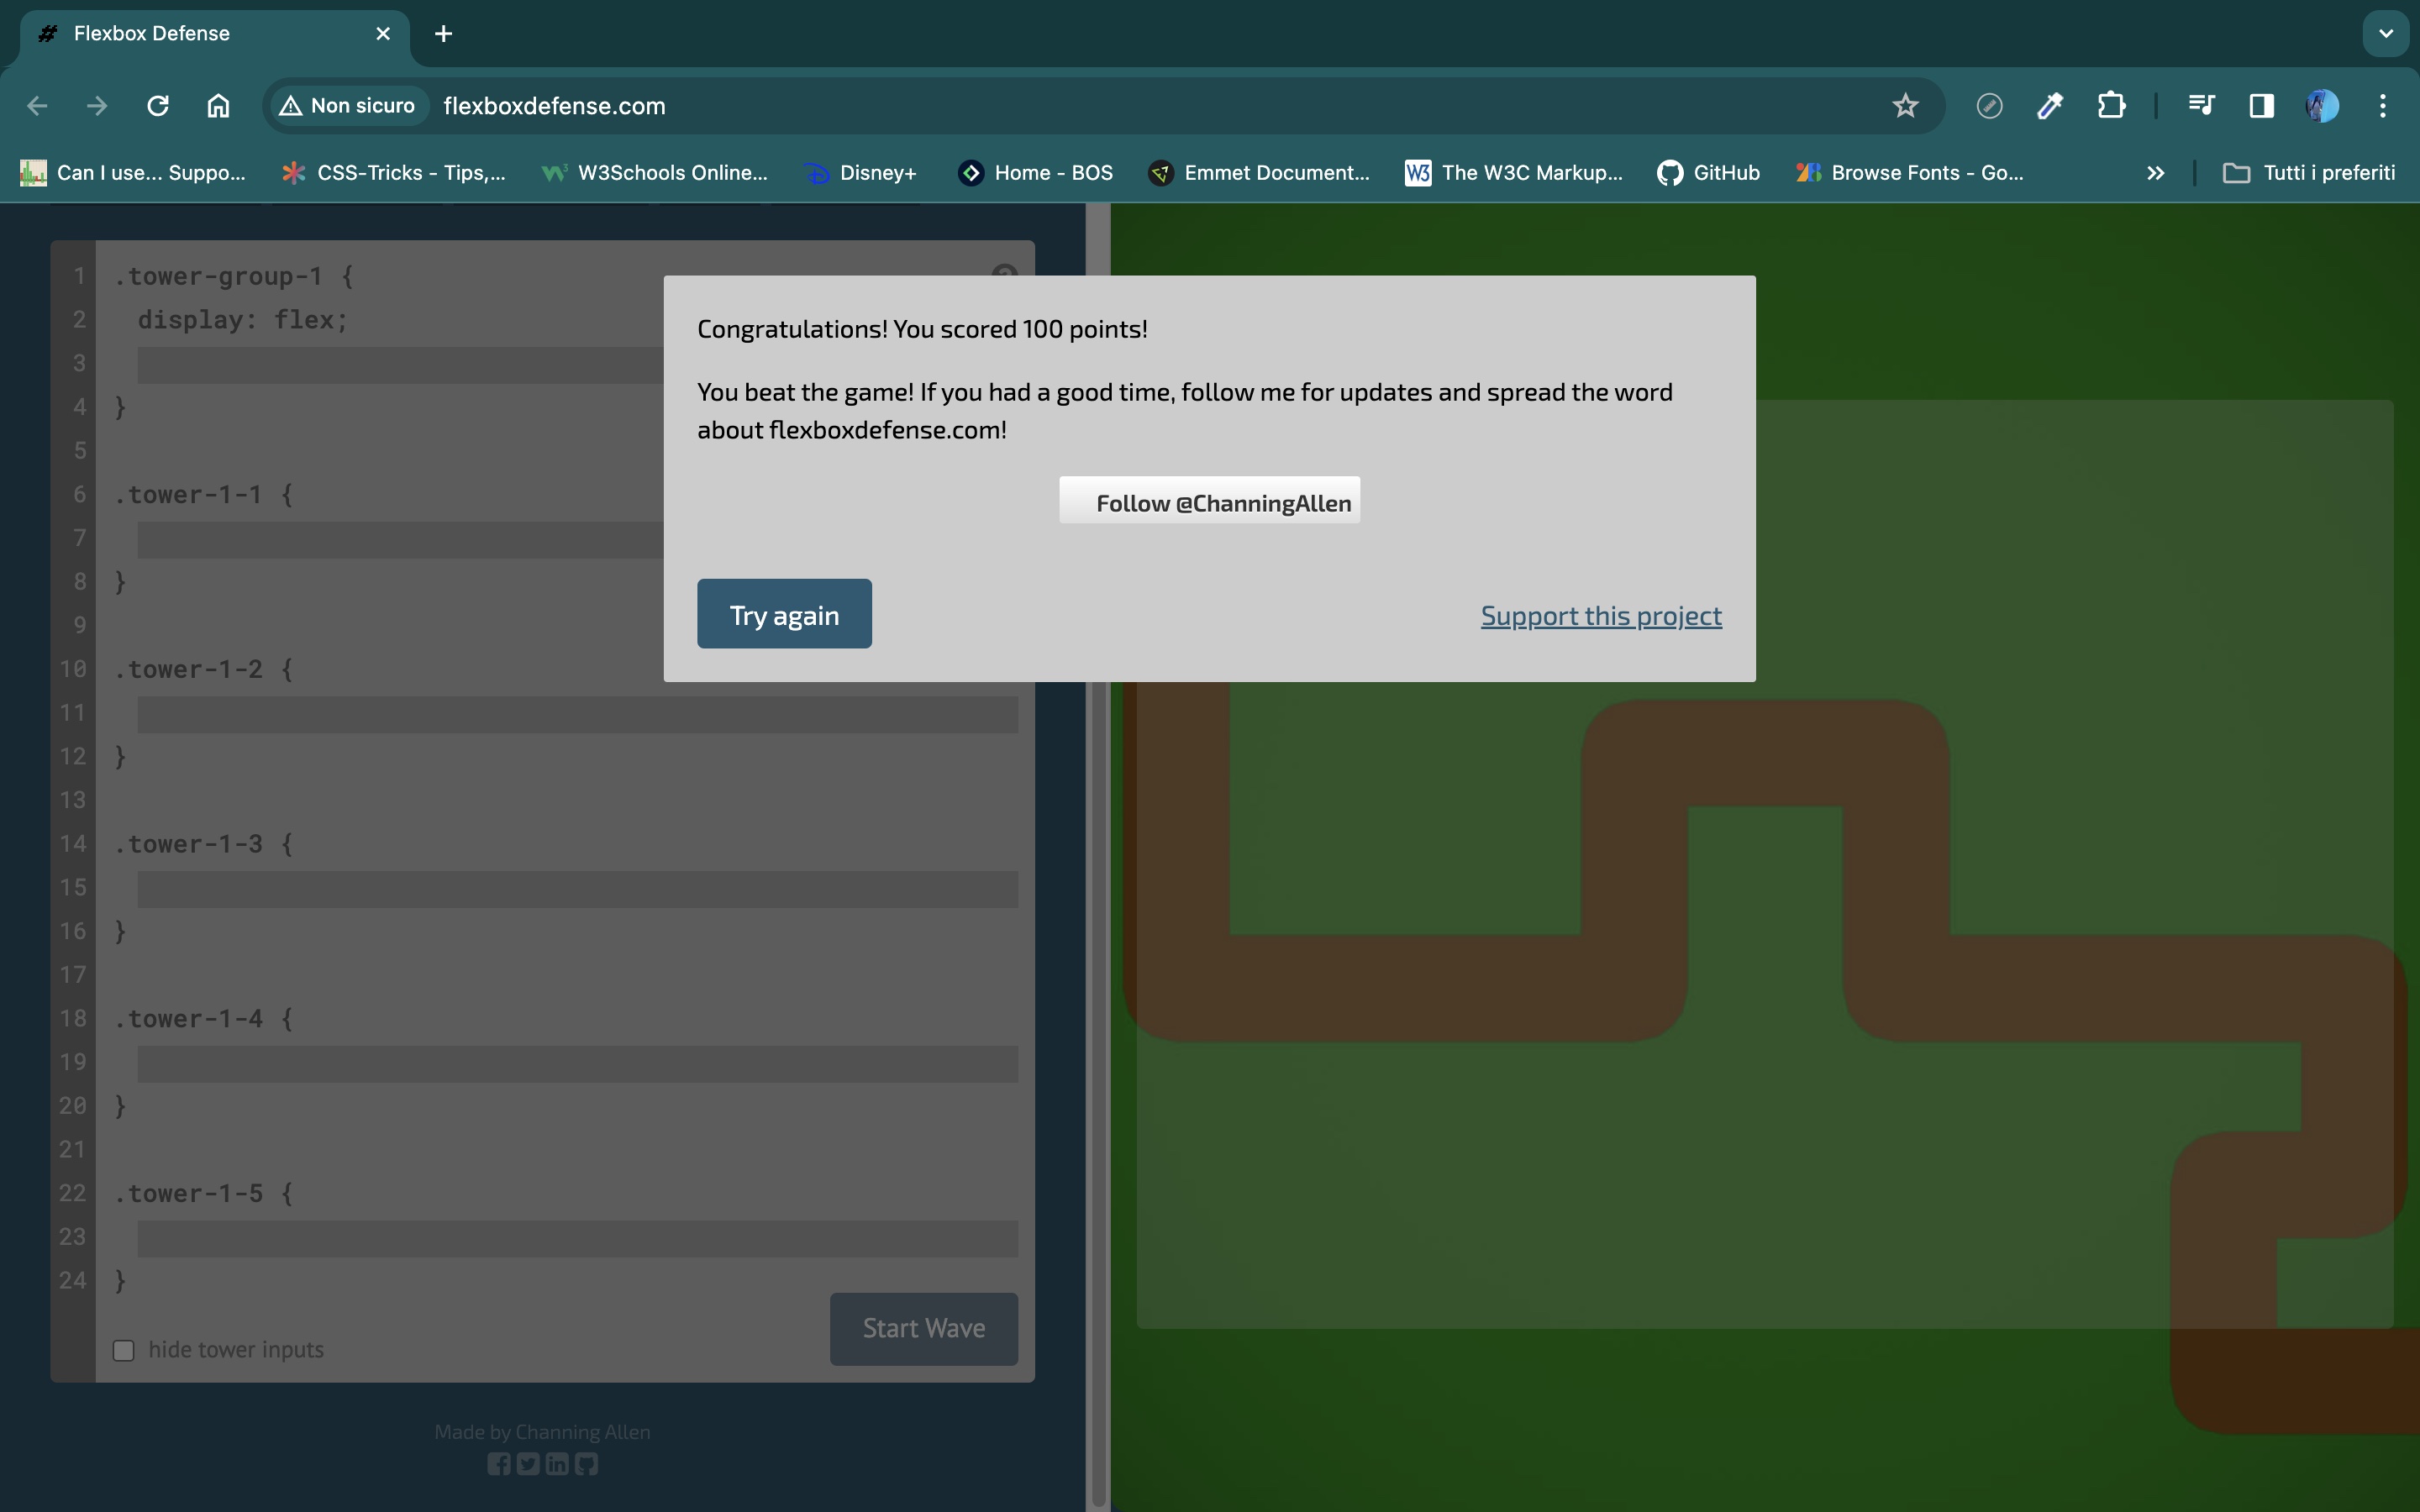 Flexbox Defense
Non sicuro flexboxdefense.com
Can I use... Suppo... CSS-Tricks - Tips,... W3Schools Online... Disney+ Home - BOS Emmet Document... The W3C Markup... GitHub Browse Fonts - Go... Tutti i preferiti
1 .tower-group-1 {
2 display: flex;
3
4 }
5
6 .tower-1-1 {
7
8 }
9
10 .tower-1-2 {
11
12 }
13
14 .tower-1-3 {
15
16 }
17
18 .tower-1-4 {
19
20 }
21
22 .tower-1-5 {
23
24 }
hide tower inputs
Start Wave
Made by Channing Allen
Congratulations! You scored 100 points!
You beat the game! If you had a good time, follow me for updates and spread the word
about flexboxdefense.com!
Follow @ChanningAllen
Try again
Support this project